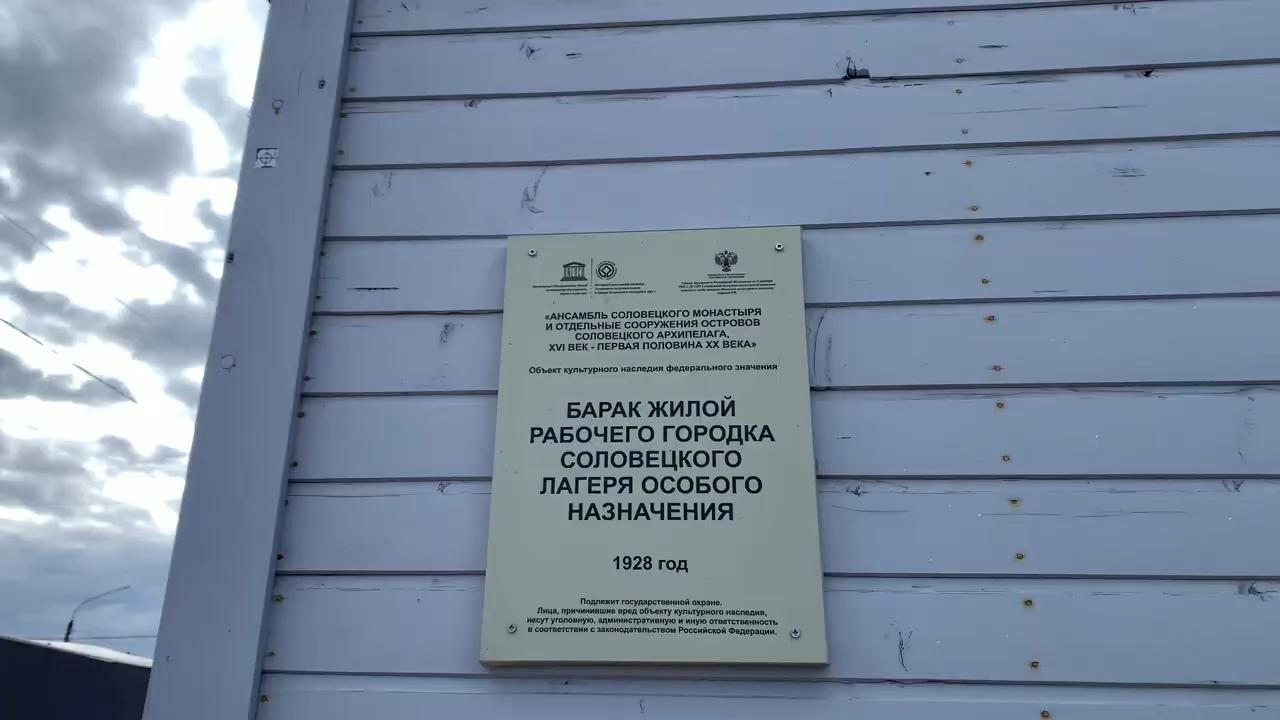 «АНСАМБЛЬ СОЛОВЕЦКОГО МОНАСТЫРЯ
И ОТДЕЛЬНЫЕ СООРУЖЕНИЯ ОСТРОВОВ
СОЛОВЕЦКОГО АРХИПЕЛАГА,
XVI ВЕК - ПЕРВАЯ ПОЛОВИНА XX ВЕКА»
Объект культурного наследия федерального значения
БАРАК ЖИЛОЙ
РАБОЧЕГО ГОРОДКА
СОЛОВЕЦКОГО
ЛАГЕРЯ ОСОБОГО
НАЗНАЧЕНИЯ
1928 год
Подлежит государственной охране.
Лица, причинившие вред объекту культурного наследия,
несут уголовную, административную и иную ответственность
в соответствии с законодательством Российской Федерации.